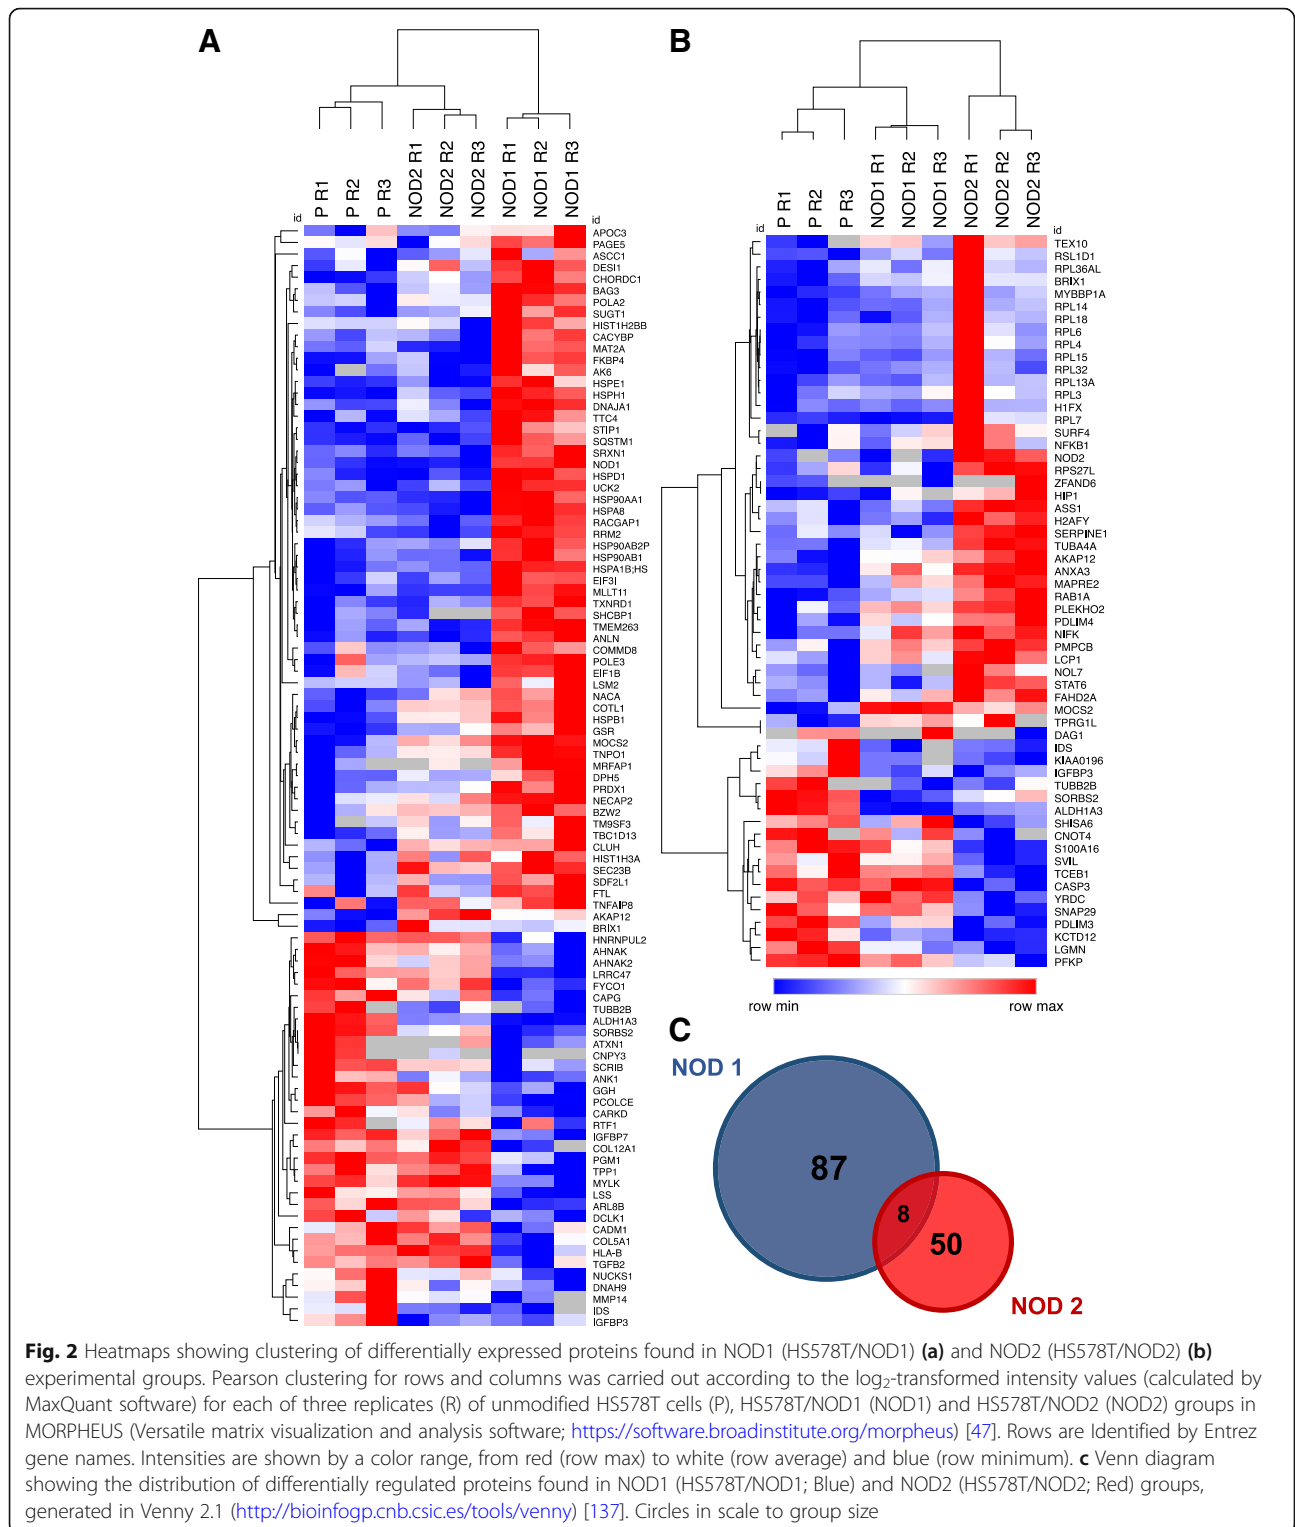 A
P R1
P R2
P R3
NOD2 R1
NOD2 R2
NOD2 R3
NOD1 R1
NOD1 R2
NOD1 R3
id
id
APOC3
PAGE5
ASCC1
DESI1
CHORDC1
BAG3
POLA2
SUGT1
HIST1H2BB
CACYBP
MAT2A
FKBP4
AK6
HSPE1
HSPH1
DNAJA1
TTC4
STIP1
SQSTM1
SRXN1
NOD1
HSPD1
UCK2
HSP90AA1
HSPA8
RACGAP1
RRM2
HSP90AB2P
HSP90AB1
HSPA1B;HS
EIF3I
MLLT11
TXNRD1
SHCBP1
TMEM263
ANLN
COMMD8
POLE3
EIF1B
LSM2
NACA
COTL1
HSPB1
GSR
MOCS2
TNPO1
MRFAP1
DPH5
PRDX1
NECAP2
BZW2
TM9SF3
TBC1D13
CLUH
HIST1H3A
SEC23B
SDF2L1
FTL
TNFAIP8
AKAP12
BRIX1
HNRNPUL2
AHNAK
AHNAK2
LRRC47
FYCO1
CAPG
TUBB2B
ALDH1A3
SORBS2
ATXN1
CNPY3
SCRIB
ANK1
GGH
PCOLCE
CARKD
RTF1
IGFBP7
COL12A1
PGM1
TPP1
MYLK
LSS
ARL8B
DCLK1
CADM1
COL5A1
HLA-B
TGFB2
NUCKS1
DNAH9
MMP14
IDS
IGFBP3
B
P R1
P R2
P R3
NOD1 R1
NOD1 R2
NOD1 R3
NOD2 R1
NOD2 R2
NOD2 R3
id
id
TEX10
RSL1D1
RPL36AL
BRIX1
MYBBP1A
RPL14
RPL18
RPL6
RPL4
RPL15
RPL32
RPL13A
RPL3
H1FX
RPL7
SURF4
NFKB1
NOD2
RPS27L
ZFAND6
HIP1
ASS1
H2AFY
SERPINE1
TUBA4A
AKAP12
ANXA3
MAPRE2
RAB1A
PLEKHO2
PDLIM4
NIFK
PMPCB
LCP1
NOL7
STAT6
FAHD2A
MOCS2
TPRG1L
DAG1
IDS
KIAA0196
IGFBP3
TUBB2B
SORBS2
ALDH1A3
SHISA6
CNOT4
S100A16
SVIL
TCEB1
CASP3
YRDC
SNAP29
PDLIM3
KCTD12
LGMN
PFKP
row min
row max
C
NOD 1
87
8
50
NOD 2
Fig. 2 Heatmaps showing clustering of differentially expressed proteins found in NOD1 (HS578T/NOD1) (a) and NOD2 (HS578T/NOD2) (b)
experimental groups. Pearson clustering for rows and columns was carried out according to the log2-transformed intensity values (calculated by
MaxQuant software) for each of three replicates (R) of unmodified HS578T cells (P), HS578T/NOD1 (NOD1) and HS578T/NOD2 (NOD2) groups in
MORPHEUS (Versatile matrix visualization and analysis software; https://software.broadinstitute.org/morpheus) [47]. Rows are Identified by Entrez
gene names. Intensities are shown by a color range, from red (row max) to white (row average) and blue (row minimum). c Venn diagram
showing the distribution of differentially regulated proteins found in NOD1 (HS578T/NOD1; Blue) and NOD2 (HS578T/NOD2; Red) groups,
generated in Venny 2.1 (http://bioinfogp.cnb.csic.es/tools/venny) [137]. Circles in scale to group size